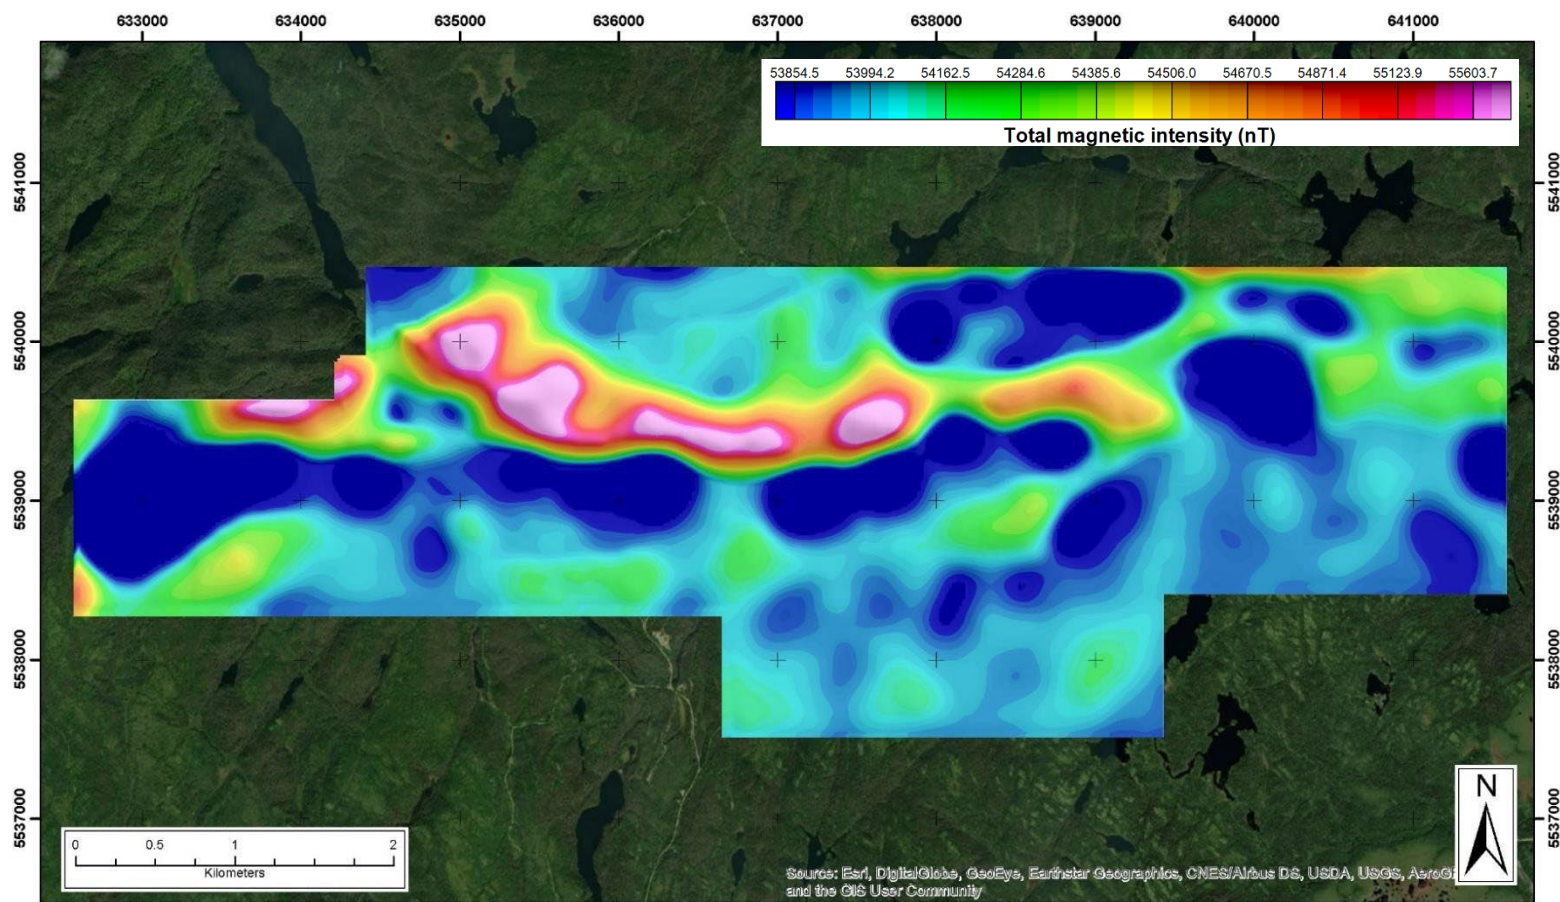 633000 634000 635000 636000 637000 638000 639000 640000 641000
53854.5 53994.2 54162.5 54284.6 54385.6 54506.0 54670.5 54871.4 55123.9 55603.7
Total magnetic intensity (nT)
5541000 5541000
5540000 5540000
5539000 5539000
5538000 5538000
5537000 5537000
N
0 0.5 1 2
Kilometers
Source: Esri, DigitalGlobe, GeoEye, Earthstar Geographics, CNES/Airbus DS, USDA, USGS,
and the GIS User Community